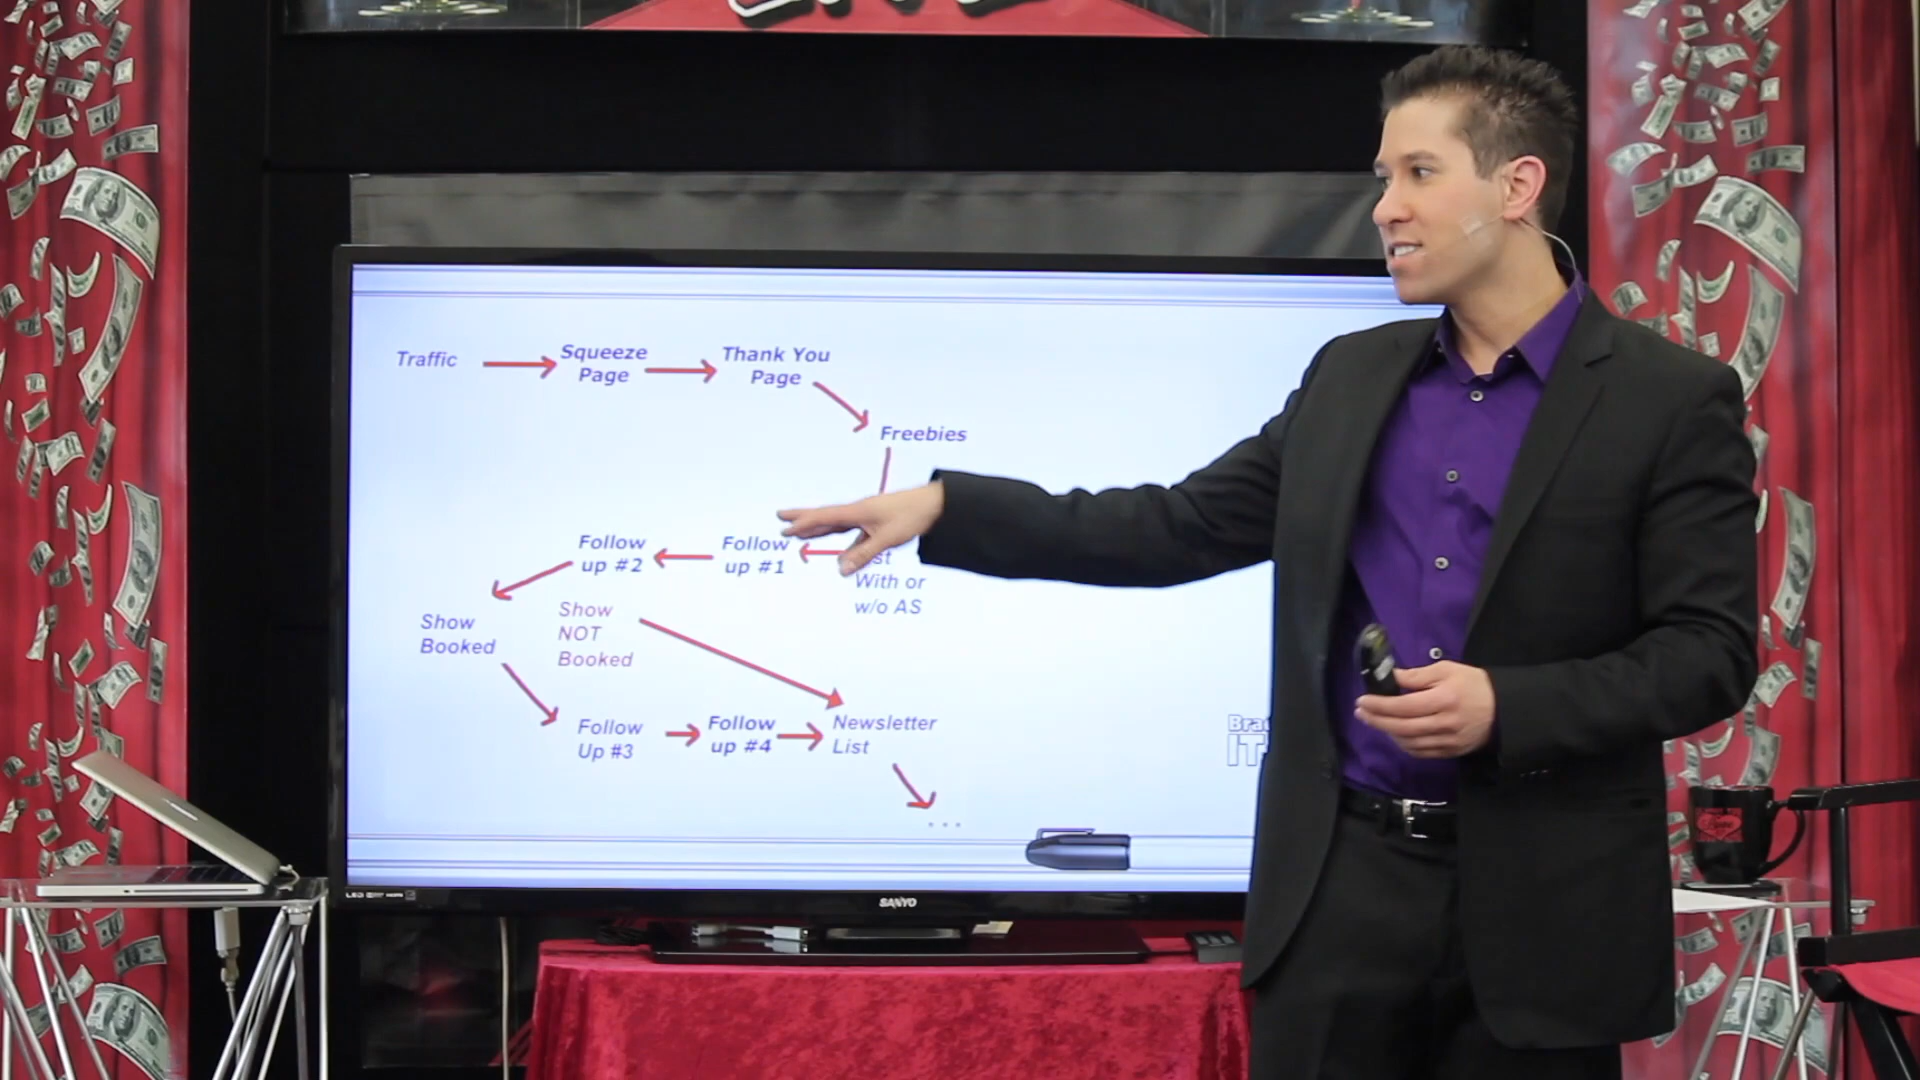 Traffic
Squeeze
Page
Thank You
Page
Freebies
Follow
up #2
Follow
up #1
With or
w/o AS
Show
Booked
Show
NOT
Booked
Follow
Up #3
Follow
up #4
Newsletter
List
...
SANYO